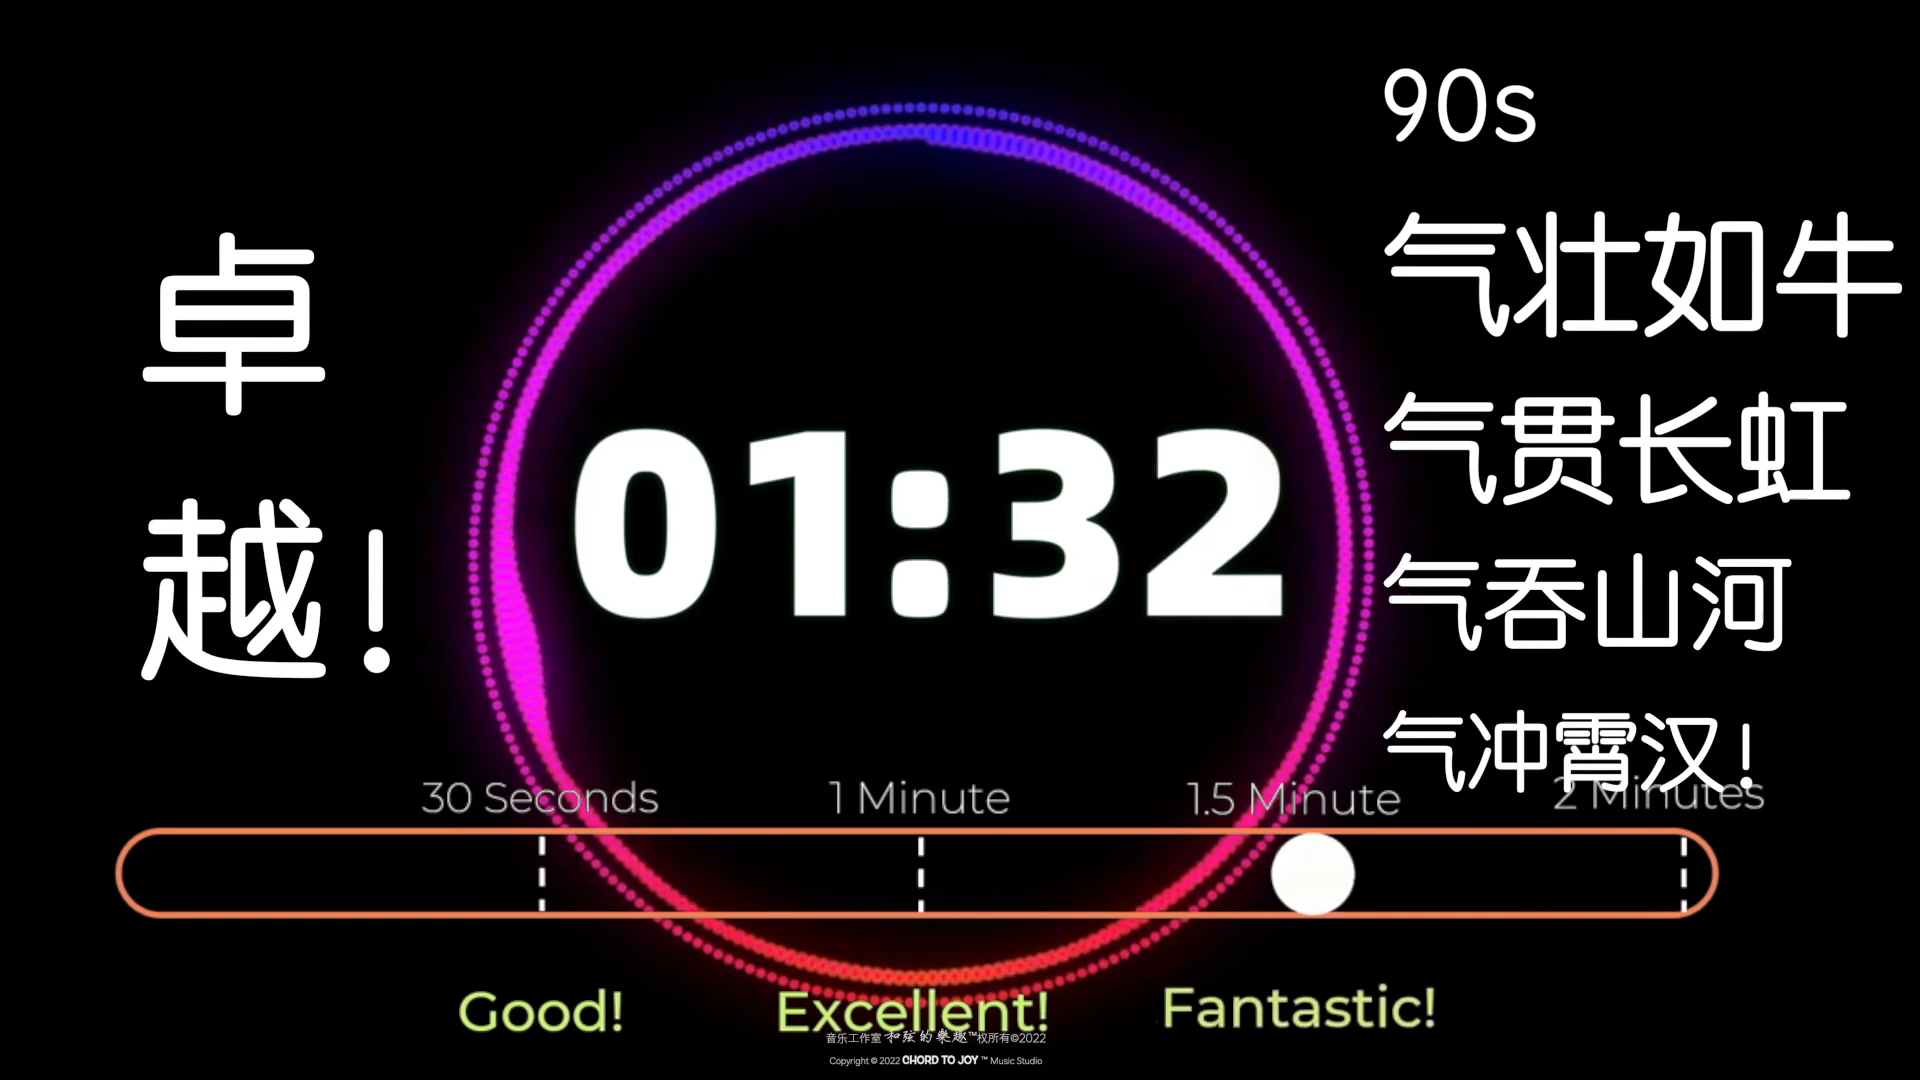 90s
气壮如牛
卓
气贯长虹
01:32
越!
气吞山河
气冲霄汉!
30 Seconds
1 Minute
1.5 Minute
2 Minutes
Good!
Excellent!
Fantastic!
音乐工作室 和弦的樂趣™权所有©2022
Copyright © 2022 CHORD TO JOY ™ Music Studio